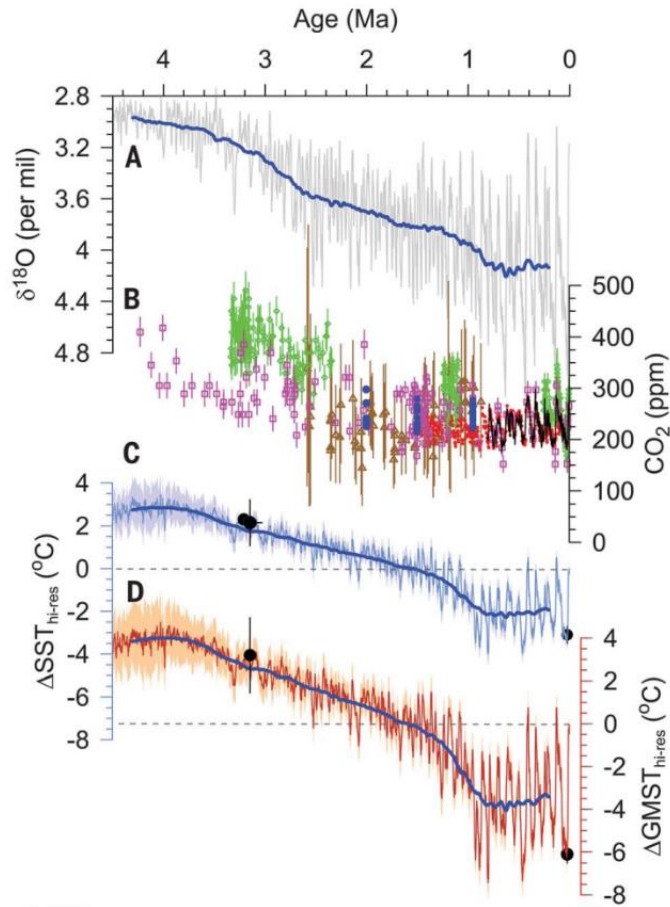 Age (Ma)
4 3 2 1 0
2.8
3.2
3.6
4
4.4
4.8
δ¹⁸O (per mil)
A
B
500
400
300
200
100
0
CO₂ (ppm)
C
4
2
0
-2
-4
-6
-8
ΔSSThi-res (°C)
D
4
2
0
-2
-4
-6
-8
ΔGMSThi-res (°C)